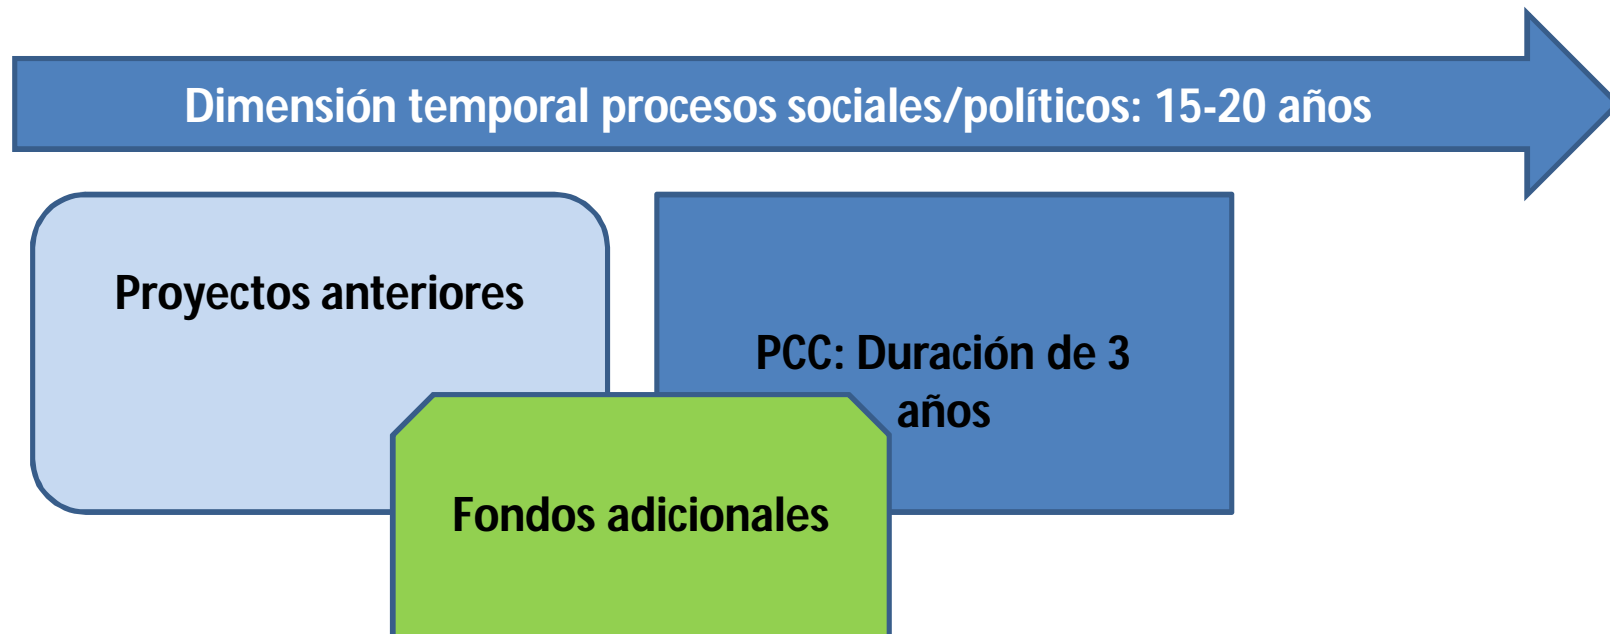 Dimensión temporal procesos sociales/políticos: 15-20 años
Proyectos anteriores
PCC: Duración de 3
años
Fondos adicionales